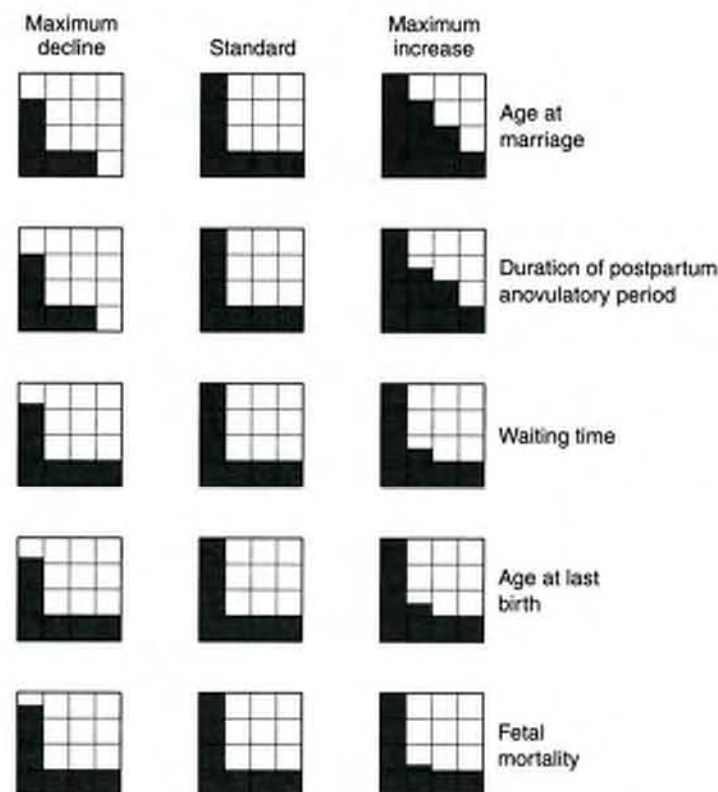 Maximum
decline
Standard
Maximum
increase
Age at
marriage
Duration of postpartum
anovulatory period
Waiting time
Age at last
birth
Fetal
mortality